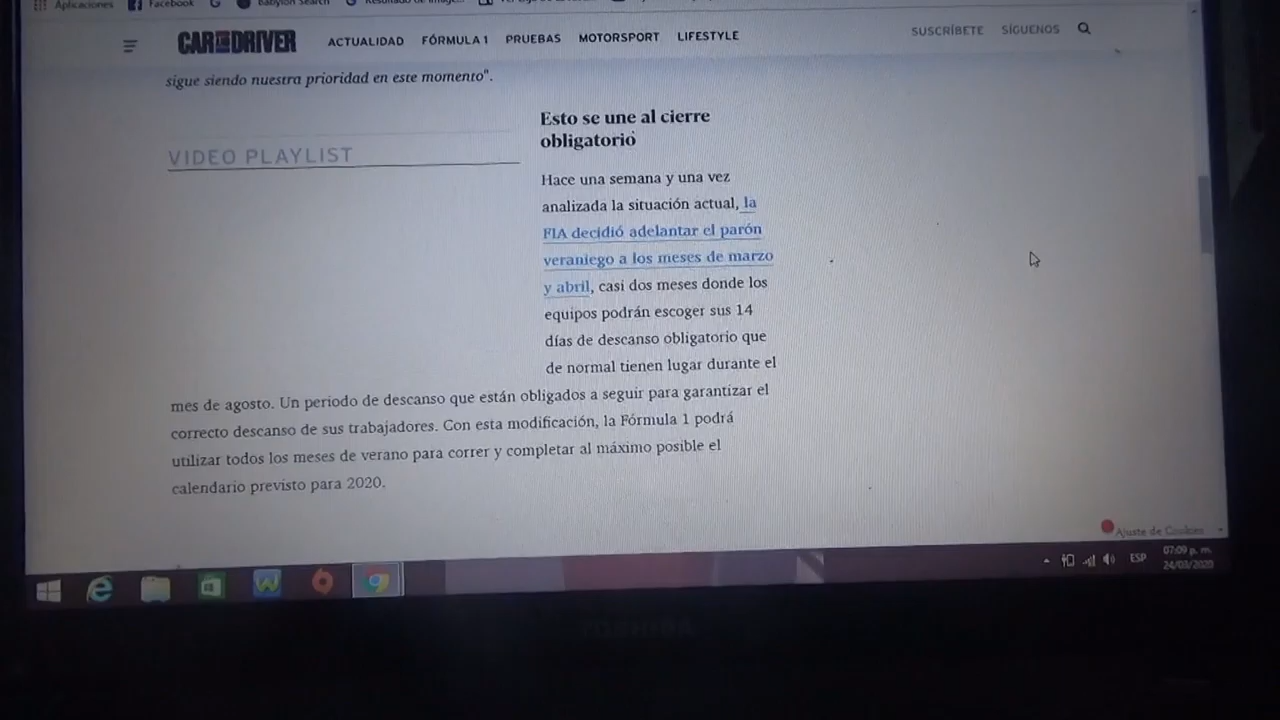 Aplicaciones Facebook Babylon Search
CAR AND DRIVER ACTUALIDAD FÓRMULA 1 PRUEBAS MOTORSPORT LIFESTYLE SUSCRÍBETE SÍGUENOS
sigue siendo nuestra prioridad en este momento".
VIDEO PLAYLIST
Esto se une al cierre
obligatorio
Hace una semana y una vez
analizada la situación actual, la
FIA decidió adelantar el parón
veraniego a los meses de marzo
y abril, casi dos meses donde los
equipos podrán escoger sus 14
días de descanso obligatorio que
de normal tienen lugar durante el
mes de agosto. Un periodo de descanso que están obligados a seguir para garantizar el
correcto descanso de sus trabajadores. Con esta modificación, la Fórmula 1 podrá
utilizar todos los meses de verano para correr y completar al máximo posible el
calendario previsto para 2020.
Ajuste de Cookies
ESP 07:09 p. m.
24/03/2020
TOSHIBA